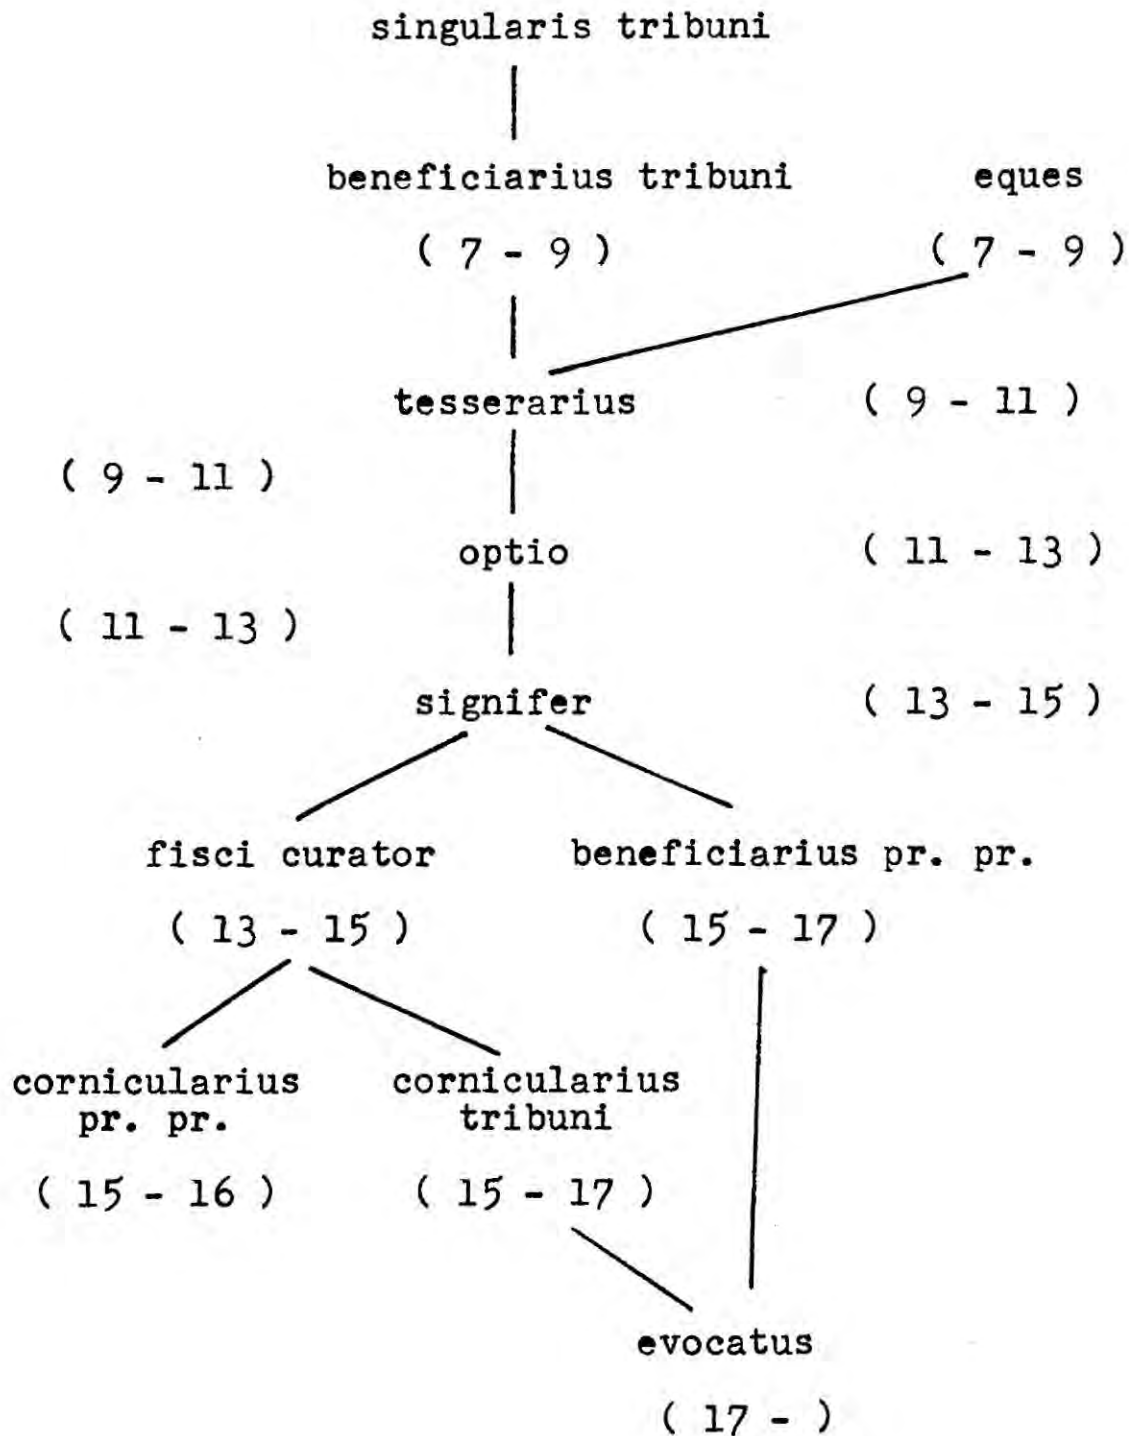 singularis tribuni
beneficiarius tribuni eques
( 7 - 9 ) ( 7 - 9 )
tesserarius ( 9 - 11 )
( 9 - 11 )
optio ( 11 - 13 )
( 11 - 13 )
signifer ( 13 - 15 )
fisci curator beneficiarius pr. pr.
( 13 - 15 ) ( 15 - 17 )
cornicularius cornicularius
pr. pr. tribuni
( 15 - 16 ) ( 15 - 17 )
evocatus
( 17 - )